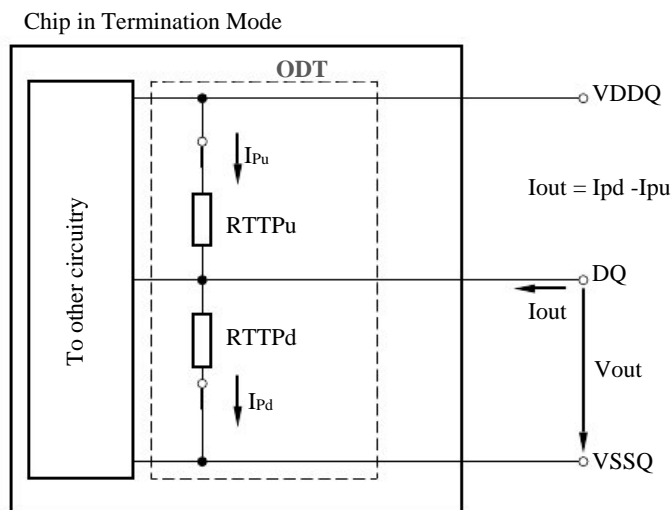 Chip in Termination Mode
ODT
VDDQ
IPu
Iout = Ipd -Ipu
RTTPu
To other circuitry
DQ
Iout
RTTPd
Vout
IPd
VSSQ